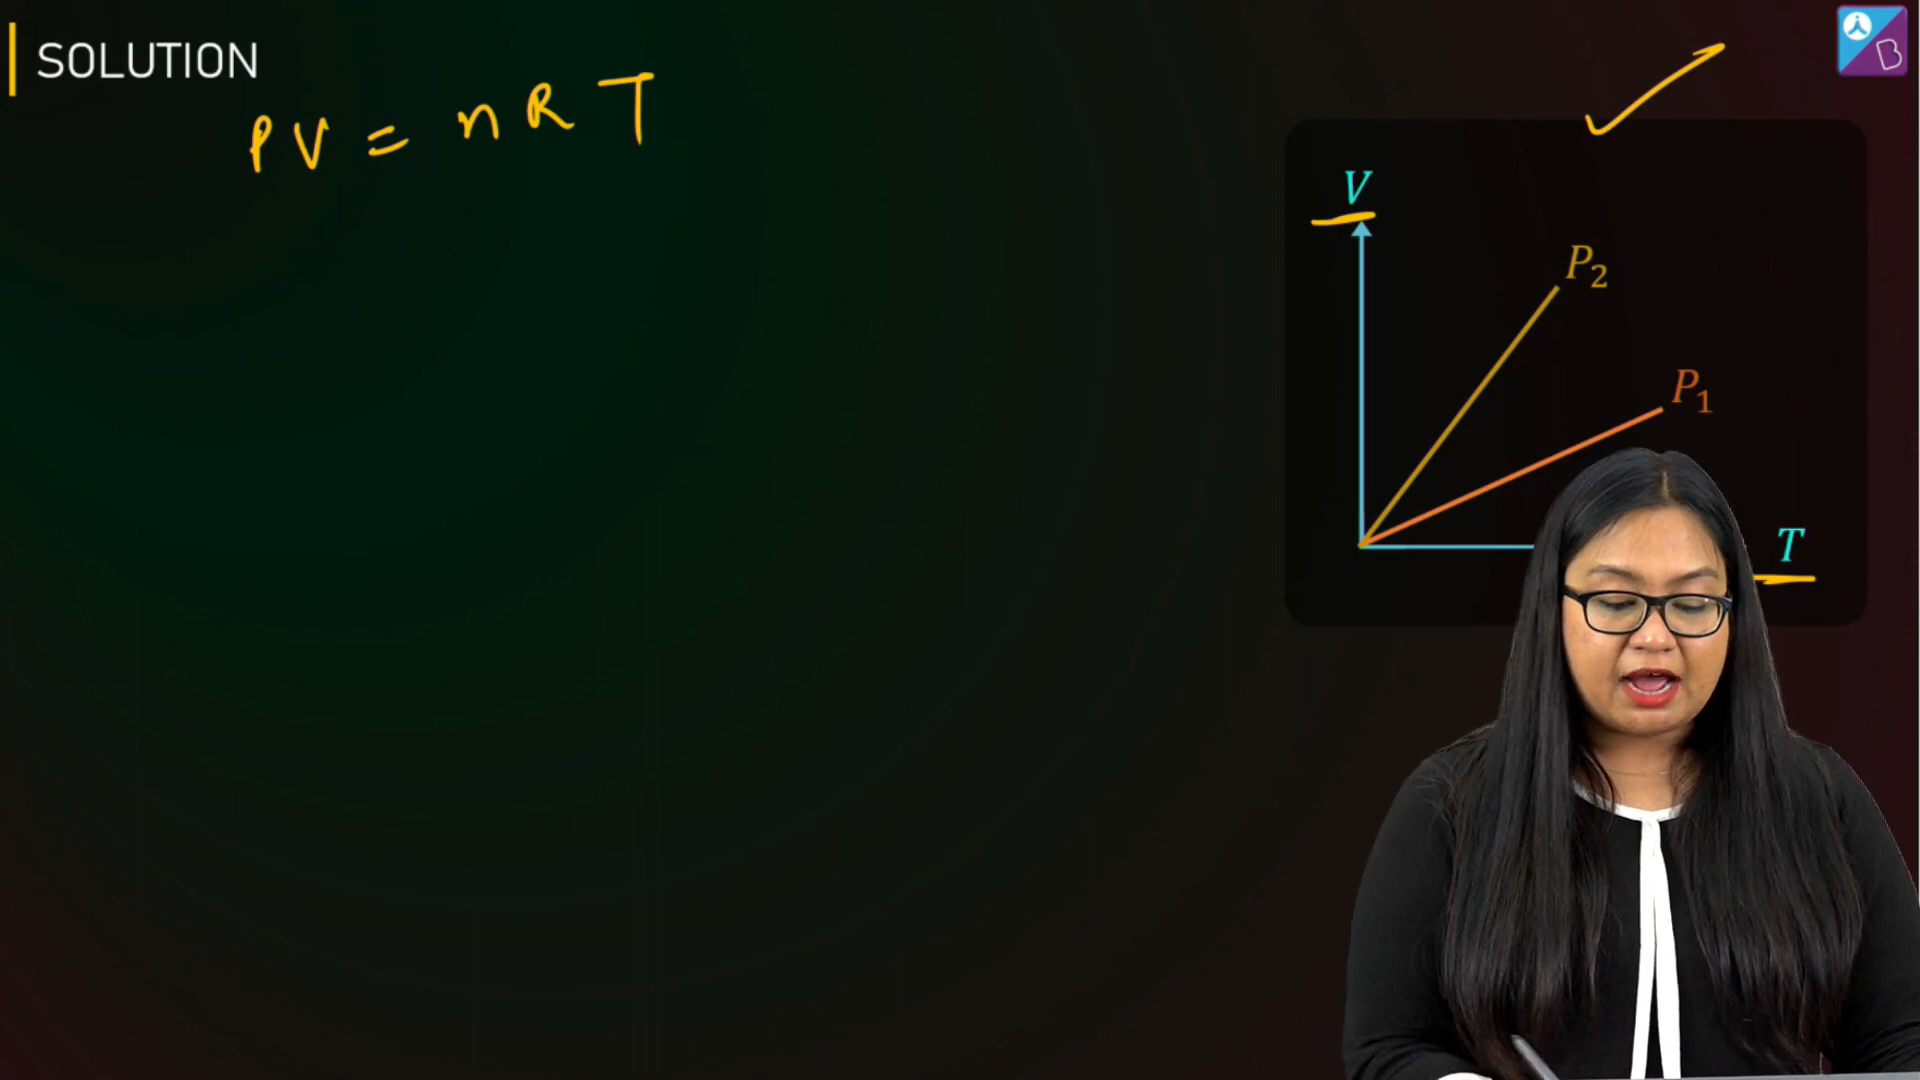 SOLUTION
PV = nRT
V
P2
P1
T
B